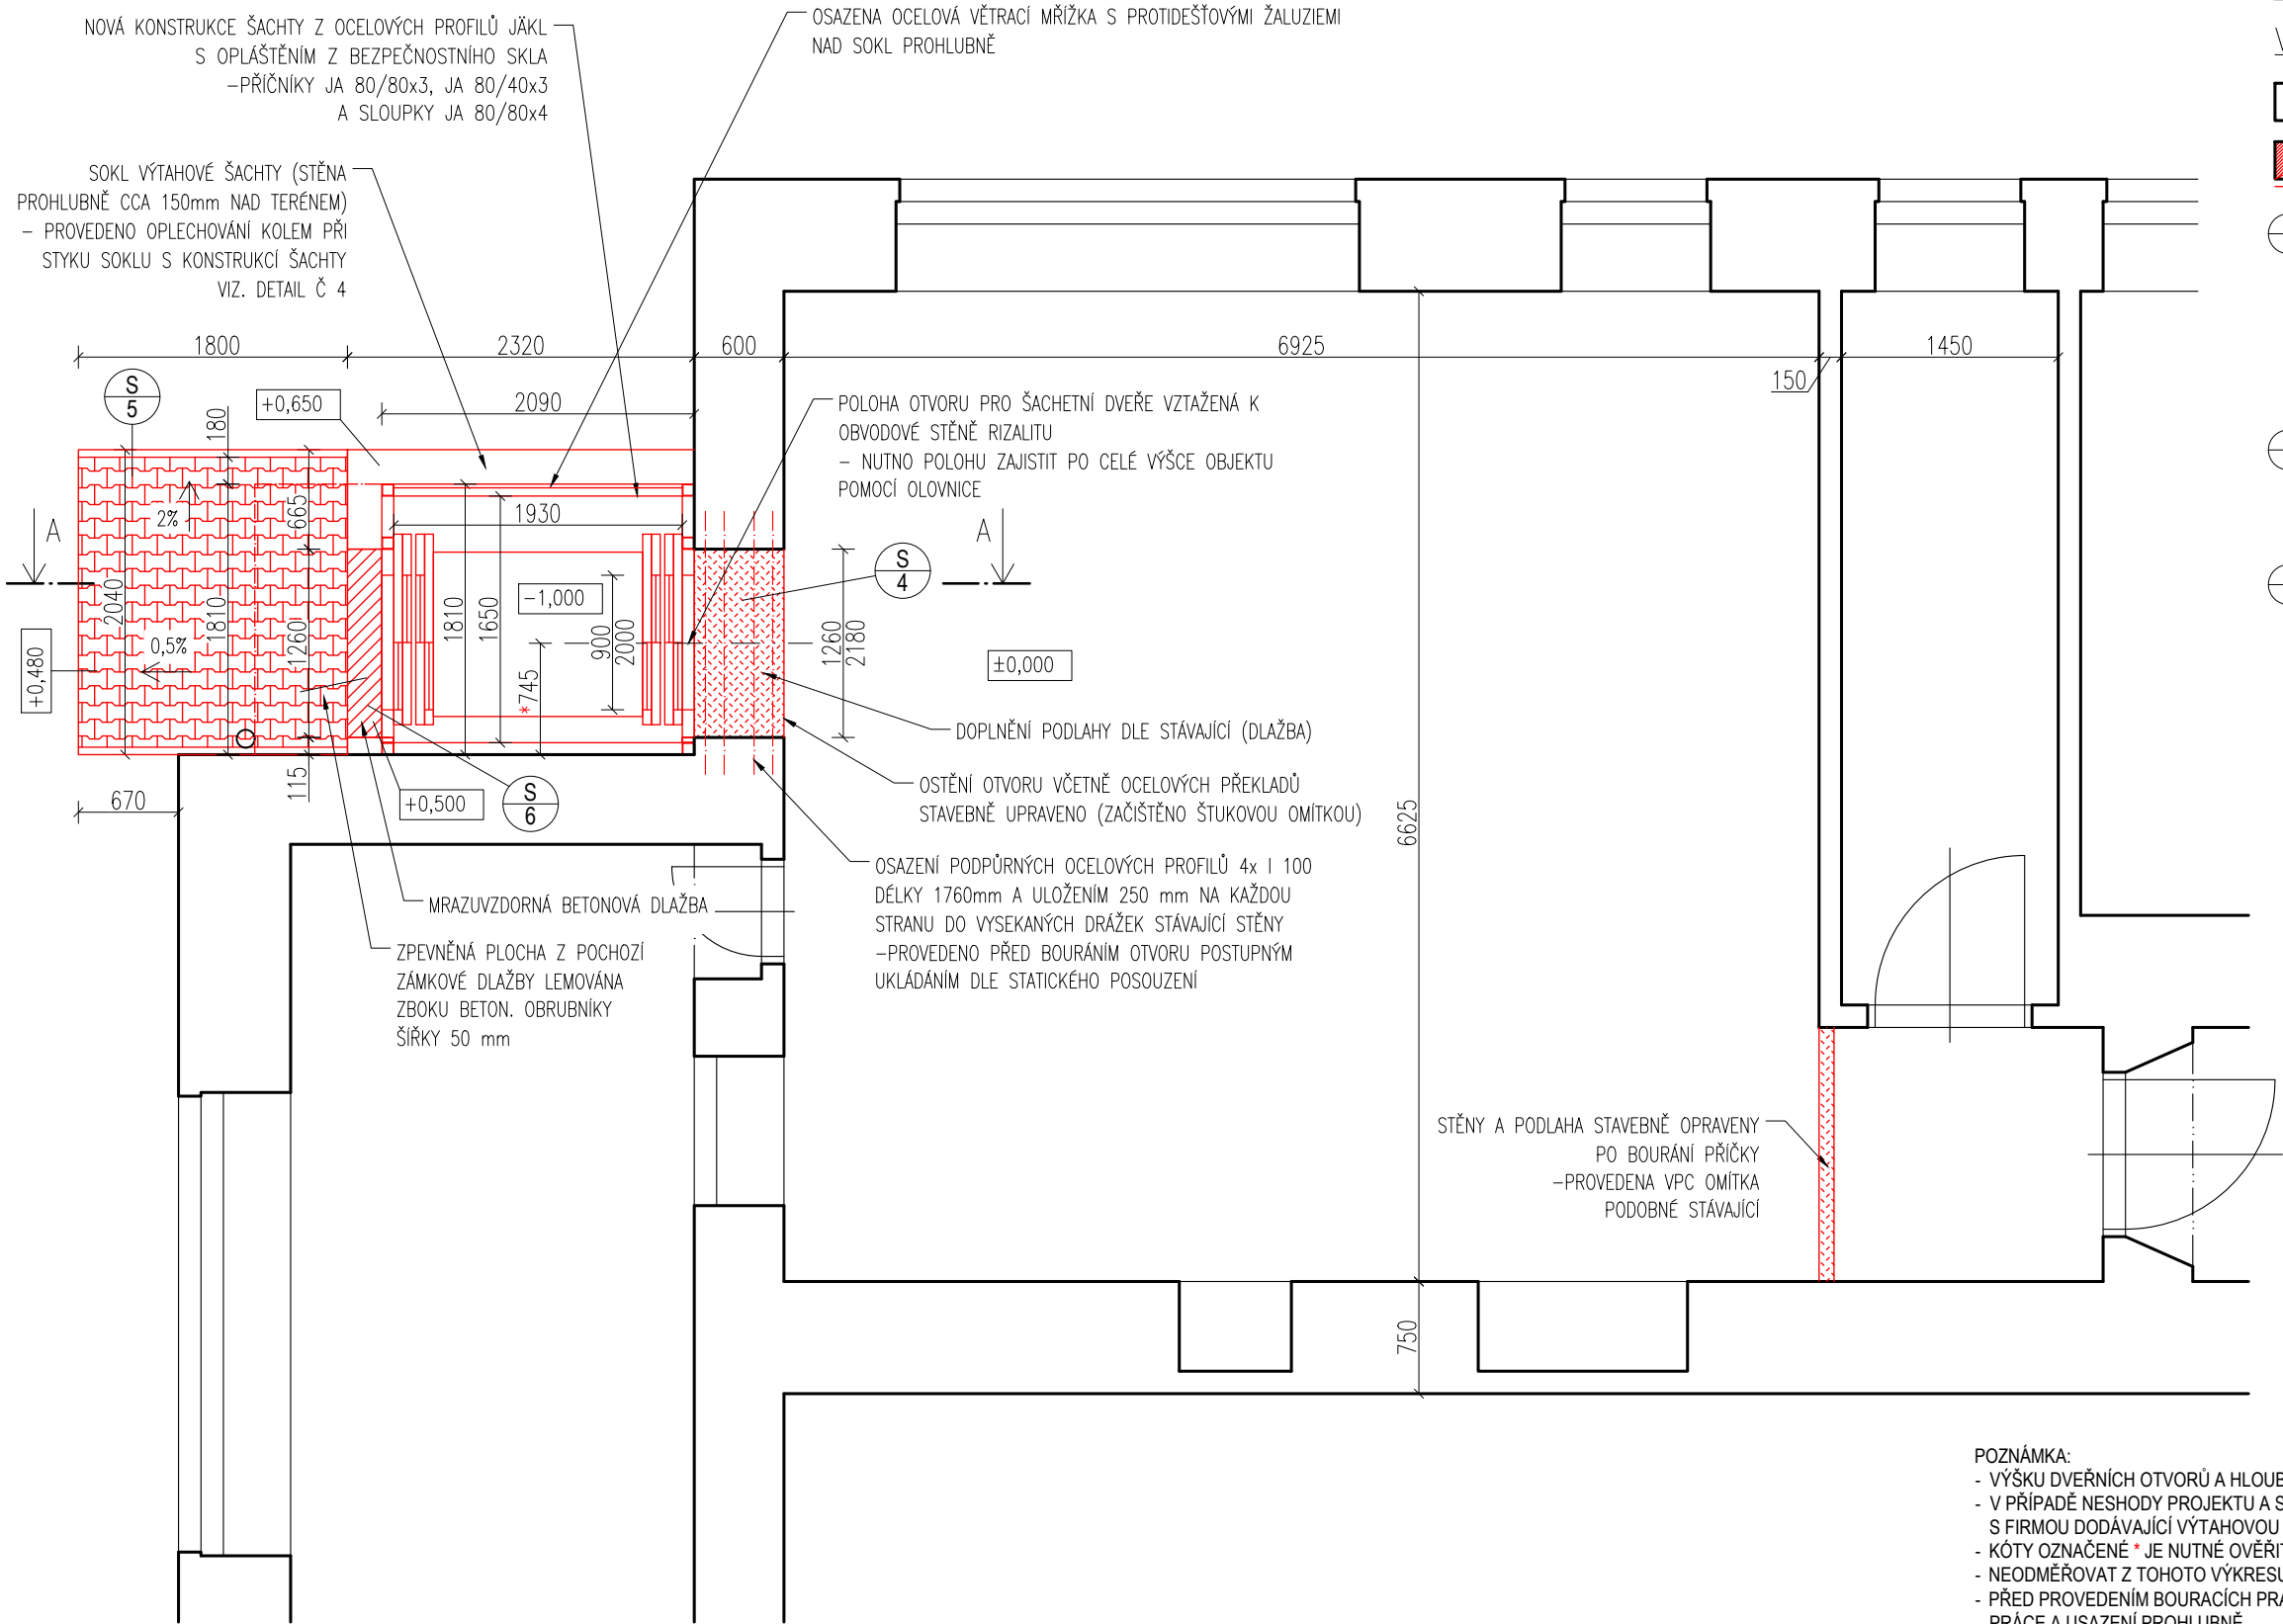 NOVÁ KONSTRUKCE ŠACHTY Z OCELOVÝCH PROFILŮ JÄKL
S OPLÁŠTĚNÍM Z BEZPEČNOSTNÍHO SKLA
-PŘÍČNÍKY JA 80/80x3, JA 80/40x3
A SLOUPKY JA 80/80x4
OSAZENA OCELOVÁ VĚTRACÍ MŘÍŽKA S PROTIDEŠŤOVÝMI ŽALUZIEMI
NAD SOKL PROHLUBNĚ
SOKL VÝTAHOVÉ ŠACHTY (STĚNA
PROHLUBNĚ CCA 150mm NAD TERÉNEM)
- PROVEDENO OPLECHOVÁNÍ KOLEM PŘI
STYKU SOKLU S KONSTRUKCÍ ŠACHTY
VIZ. DETAIL Č 4
1800
2320
600
6925
150
1450
S
5
+0,650
2090
180
665
1930
2%
A
2040
1810
1260
0,5%
+0,480
115
670
+0,500
S
6
1810
1650
-1,000
*745
900
2000
POLOHA OTVORU PRO ŠACHETNÍ DVEŘE VZTAŽENÁ K
OBVODOVÉ STĚNĚ RIZALITU
- NUTNO POLOHU ZAJISTIT PO CELÉ VÝŠCE OBJEKTU
POMOCÍ OLOVNICE
A
S
4
1260
2180
±0,000
DOPLNĚNÍ PODLAHY DLE STÁVAJÍCÍ (DLAŽBA)
OSTĚNÍ OTVORU VČETNĚ OCELOVÝCH PŘEKLADŮ
STAVEBNĚ UPRAVENO (ZAČIŠTĚNO ŠTUKOVOU OMÍTKOU)
OSAZENÍ PODPŮRNÝCH OCELOVÝCH PROFILŮ 4x I 100
DÉLKY 1760mm A ULOŽENÍM 250 mm NA KAŽDOU
STRANU DO VYSEKANÝCH DRÁŽEK STÁVAJÍCÍ STĚNY
-PROVEDENO PŘED BOURÁNÍM OTVORU POSTUPNÝM
UKLÁDÁNÍM DLE STATICKÉHO POSOUZENÍ
6625
750
MRAZUVZDORNÁ BETONOVÁ DLAŽBA
ZPEVNĚNÁ PLOCHA Z POCHOZÍ
ZÁMKOVÉ DLAŽBY LEMOVÁNA
ZBOKU BETON. OBRUBNÍKY
ŠÍŘKY 50 mm
STĚNY A PODLAHA STAVEBNĚ OPRAVENY
PO BOURÁNÍ PŘÍČKY
-PROVEDENA VPC OMÍTKA
PODOBNÉ STÁVAJÍCÍ
POZNÁMKA:
- VÝŠKU DVEŘNÍCH OTVORŮ A HLOUB
- V PŘÍPADĚ NESHODY PROJEKTU A S
S FIRMOU DODÁVAJÍCÍ VÝTAHOVOU
- KÓTY OZNAČENÉ * JE NUTNÉ OVĚŘIT
- NEODMĚŘOVAT Z TOHOTO VÝKRESU
- PŘED PROVEDENÍM BOURACÍCH PRA
PRÁCE A USAZENÍ PROHLUBNĚ